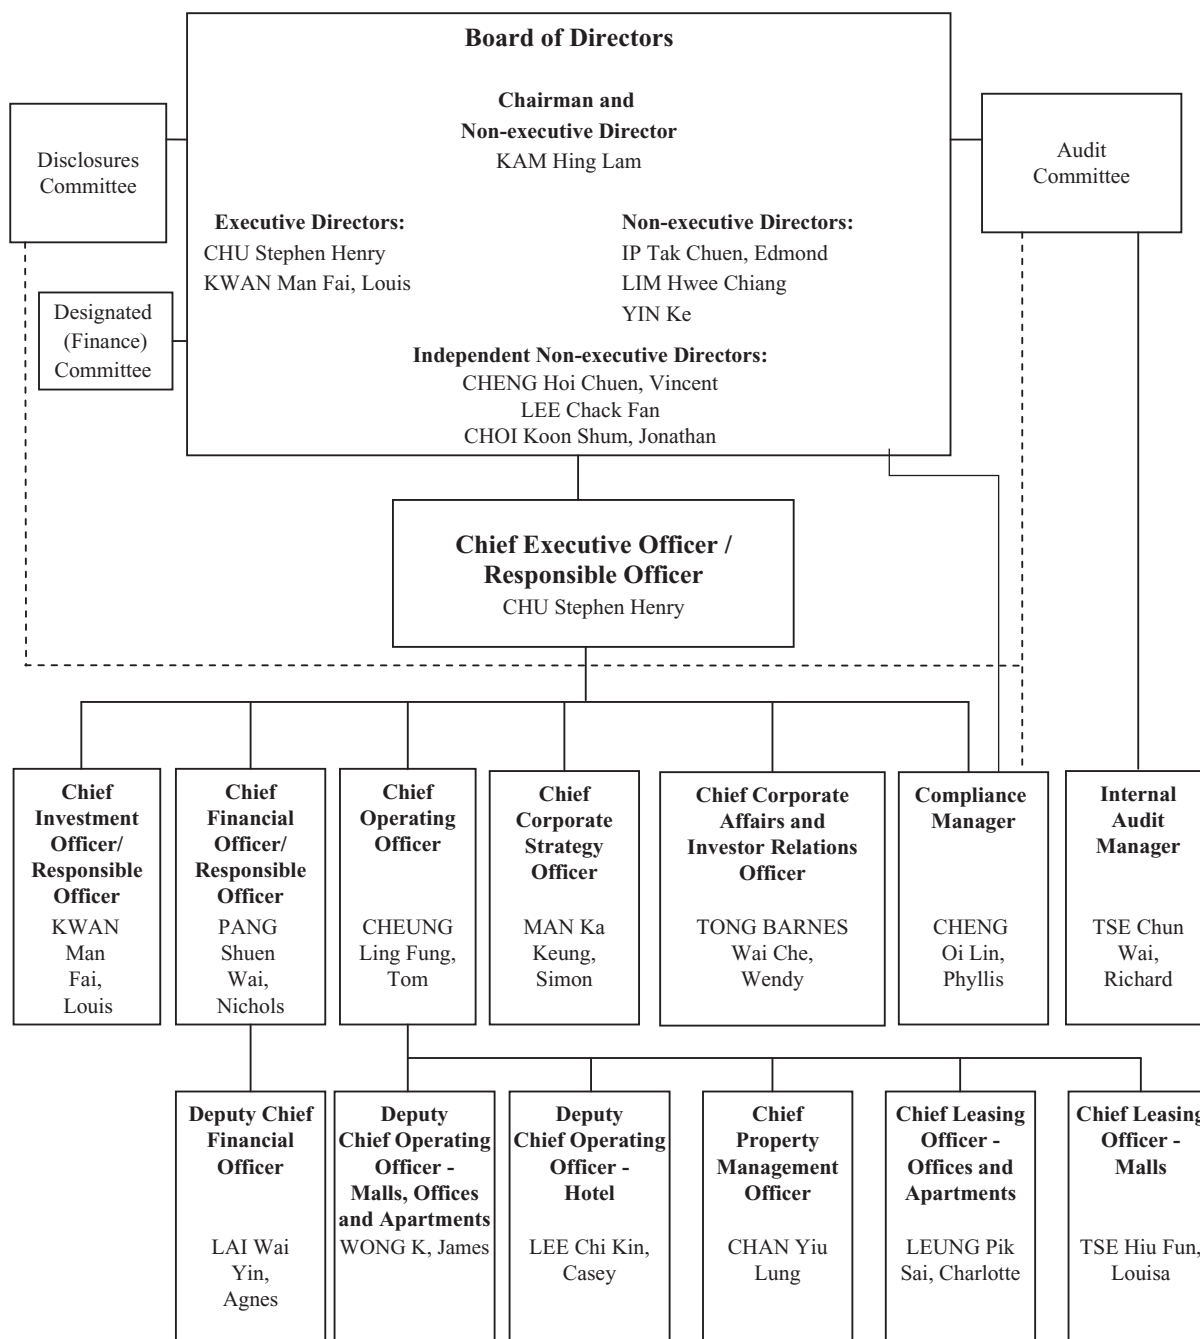 Board of Directors
Chairman and
Non-executive Director
KAM Hing Lam
Disclosures
Committee
Audit
Committee
Executive Directors:
CHU Stephen Henry
KWAN Man Fai, Louis
Non-executive Directors:
IP Tak Chuen, Edmond
LIM Hwee Chiang
YIN Ke
Designated
(Finance)
Committee
Independent Non-executive Directors:
CHENG Hoi Chuen, Vincent
LEE Chack Fan
CHOI Koon Shum, Jonathan
Chief Executive Officer /
Responsible Officer
CHU Stephen Henry
Chief
Investment
Officer/
Responsible
Officer
KWAN
Man
Fai,
Louis
Chief
Financial
Officer/
Responsible
Officer
PANG
Shuen
Wai,
Nichols
Chief
Operating
Officer
CHEUNG
Ling Fung,
Tom
Chief
Corporate
Strategy
Officer
MAN Ka
Keung,
Simon
Chief Corporate
Affairs and
Investor Relations
Officer
TONG BARNES
Wai Che,
Wendy
Compliance
Manager
CHENG
Oi Lin,
Phyllis
Internal
Audit
Manager
TSE Chun
Wai,
Richard
Deputy Chief
Financial
Officer
LAI Wai
Yin,
Agnes
Deputy
Chief Operating
Officer -
Malls, Offices
and Apartments
WONG K, James
Deputy
Chief Operating
Officer -
Hotel
LEE Chi Kin,
Casey
Chief
Property
Management
Officer
CHAN Yiu
Lung
Chief Leasing
Officer -
Offices and
Apartments
LEUNG Pik
Sai, Charlotte
Chief Leasing
Officer -
Malls
TSE Hiu Fun,
Louisa